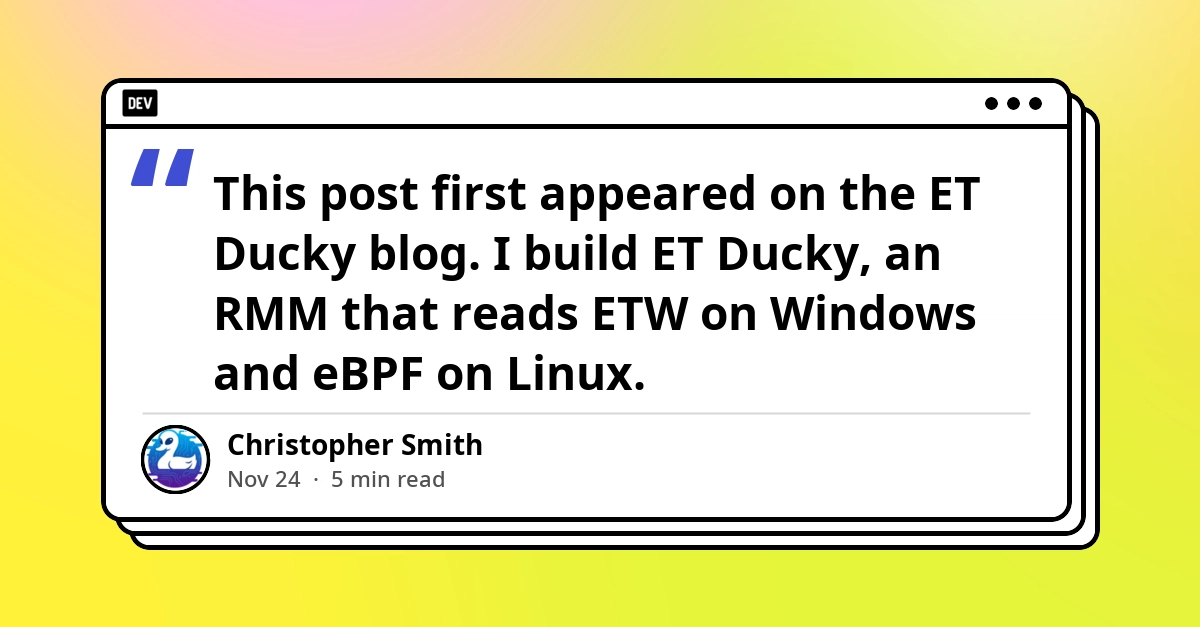 DEV
“
This post first appeared on the ET
Ducky blog. I build ET Ducky, an
RMM that reads ETW on Windows
and eBPF on Linux.
Christopher Smith
Nov 24 · 5 min read